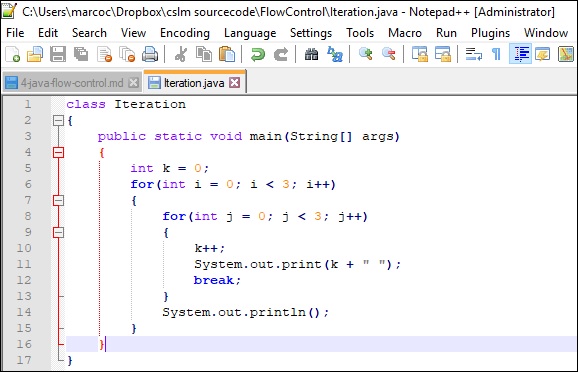 C:\Users\marcoc\Dropbox\cslm sourcecode\FlowControl\Iteration.java - Notepad++ [Administrator]
File Edit Search View Encoding Language Settings Tools Macro Run Plugins Window
4-java-flow-control.md Iteration.java
1 class Iteration
2 {
3     public static void main(String[] args)
4     {
5         int k = 0;
6         for(int i = 0; i < 3; i++)
7         {
8             for(int j = 0; j < 3; j++)
9             {
10                 k++;
11                 System.out.print(k + " ");
12                 break;
13             }
14             System.out.println();
15         }
16     }
17 }